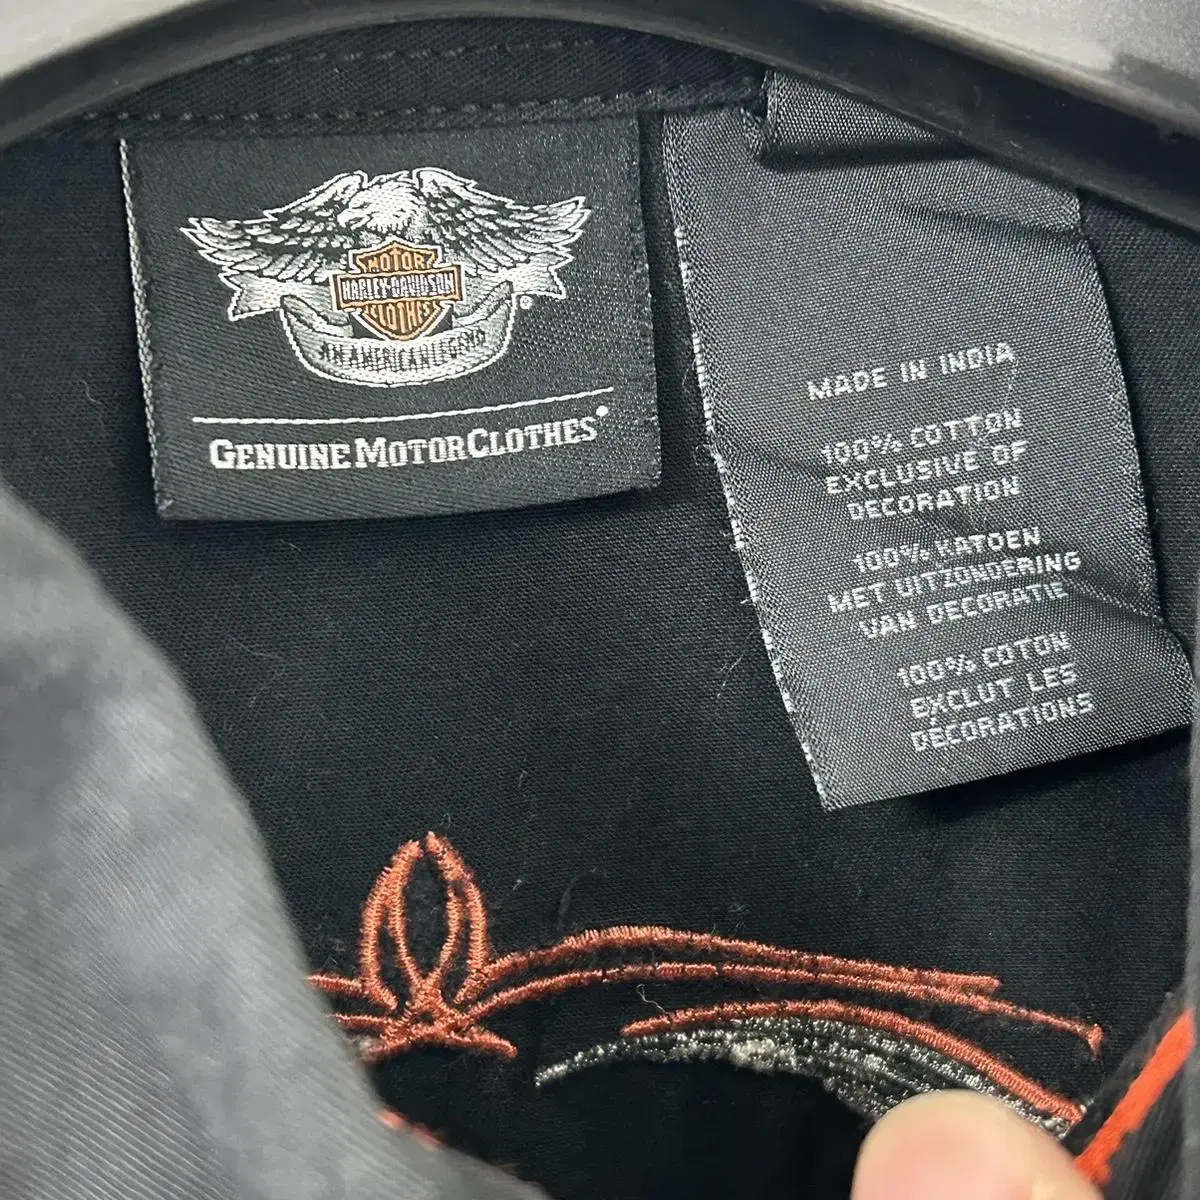 MOTOR
HARLEY-DAVIDSON
CLOTHES
®
AN AMERICAN LEGEND
GENUINE MOTORCLOTHES®
MADE IN INDIA
100% COTTON
EXCLUSIVE OF
DECORATION
100% KATOEN
MET UITZONDERING
VAN DECORATIE
100% COTON
EXCLUT LES
DECORATIONS